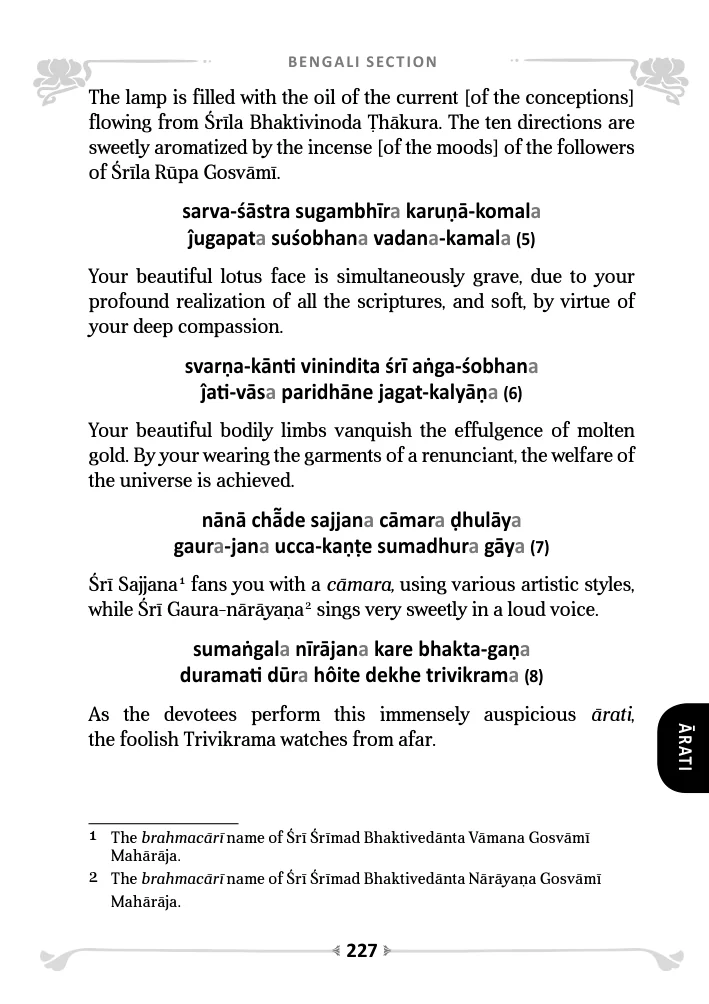 BENGALI SECTION
The lamp is filled with the oil of the current [of the conceptions]
flowing from Śrīla Bhaktivinoda Ṭhākura. The ten directions are
sweetly aromatized by the incense [of the moods] of the followers
of Śrīla Rūpa Gosvāmī.
sarva-śāstra sugambhīra karuṇā-komala
ĵugapata suśobhana vadana-kamala (5)
Your beautiful lotus face is simultaneously grave, due to your
profound realization of all the scriptures, and soft, by virtue of
your deep compassion.
svarṇa-kānti vinindita śrī aṅga-śobhana
ĵati-vāsa paridhāne jagat-kalyāṇa (6)
Your beautiful bodily limbs vanquish the effulgence of molten
gold. By your wearing the garments of a renunciant, the welfare of
the universe is achieved.
nānā chā̃de sajjana cāmara ḍhulāya
gaura-jana ucca-kaṇṭe sumadhura gāya (7)
Śrī Sajjana¹ fans you with a cāmara, using various artistic styles,
while Śrī Gaura-nārāyaṇa² sings very sweetly in a loud voice.
sumaṅgala nīrājana kare bhakta-gaṇa
duramati dūra hôite dekhe trivikrama (8)
As the devotees perform this immensely auspicious ārati,
the foolish Trivikrama watches from afar.
ĀRATI
1 The brahmacārī name of Śrī Śrīmad Bhaktivedānta Vāmana Gosvāmī
Mahārāja.
2 The brahmacārī name of Śrī Śrīmad Bhaktivedānta Nārāyaṇa Gosvāmī
Mahārāja.
227